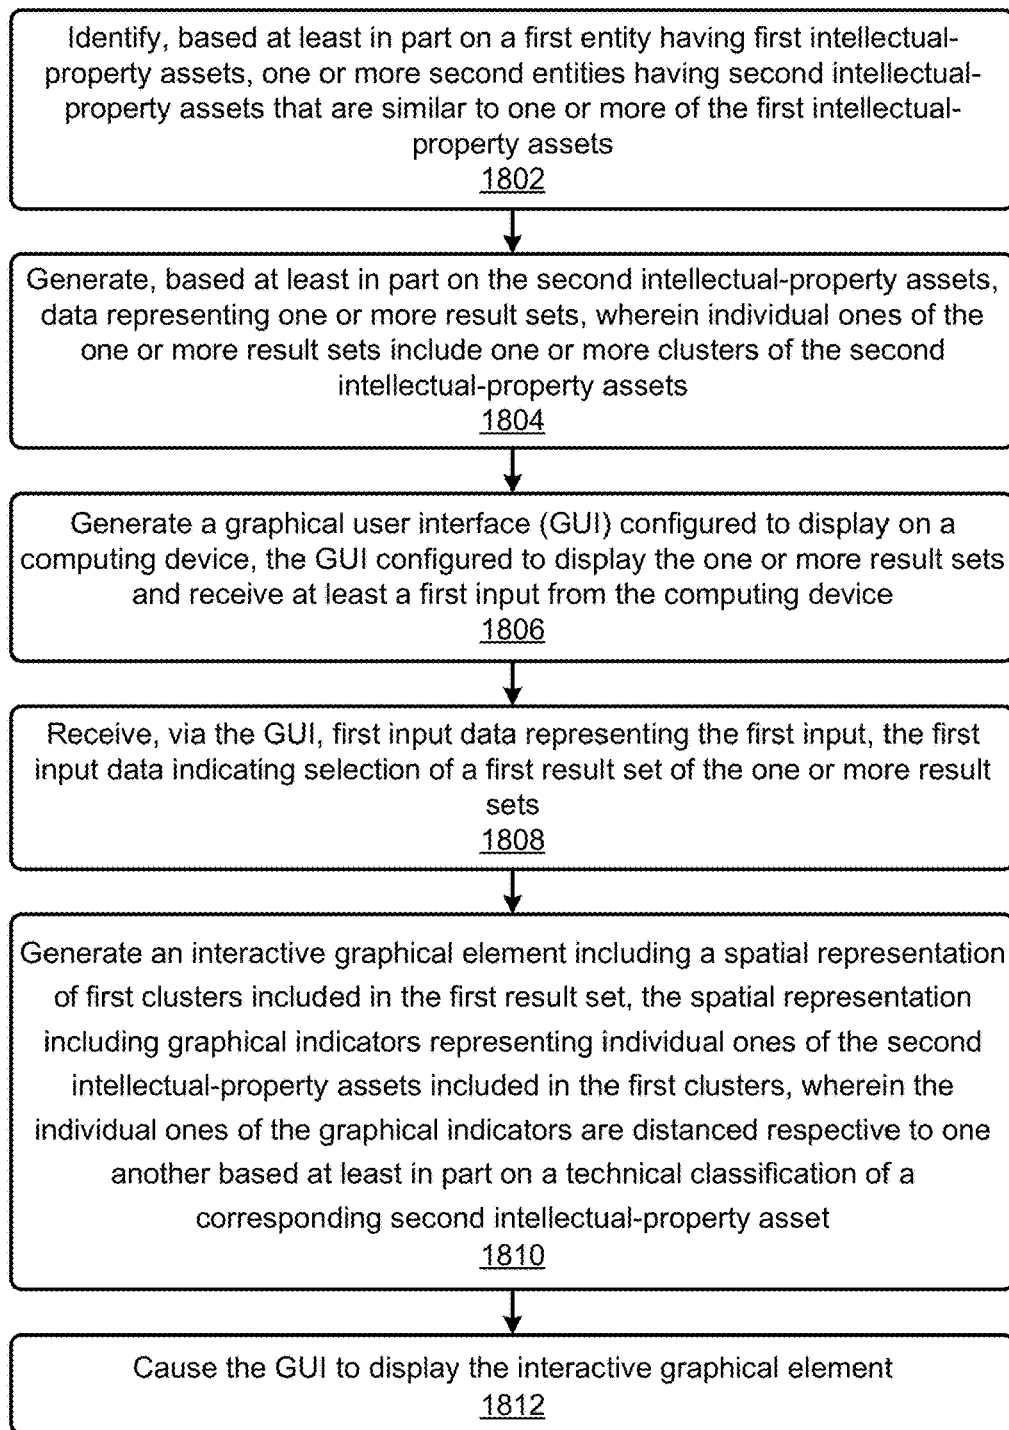 Identify, based at least in part on a first entity having first intellectual-
property assets, one or more second entities having second intellectual-
property assets that are similar to one or more of the first intellectual-
property assets
1802
Generate, based at least in part on the second intellectual-property assets,
data representing one or more result sets, wherein individual ones of the
one or more result sets include one or more clusters of the second
intellectual-property assets
1804
Generate a graphical user interface (GUI) configured to display on a
computing device, the GUI configured to display the one or more result sets
and receive at least a first input from the computing device
1806
Receive, via the GUI, first input data representing the first input, the first
input data indicating selection of a first result set of the one or more result
sets
1808
Generate an interactive graphical element including a spatial representation
of first clusters included in the first result set, the spatial representation
including graphical indicators representing individual ones of the second
intellectual-property assets included in the first clusters, wherein the
individual ones of the graphical indicators are distanced respective to one
another based at least in part on a technical classification of a
corresponding second intellectual-property asset
1810
Cause the GUI to display the interactive graphical element
1812